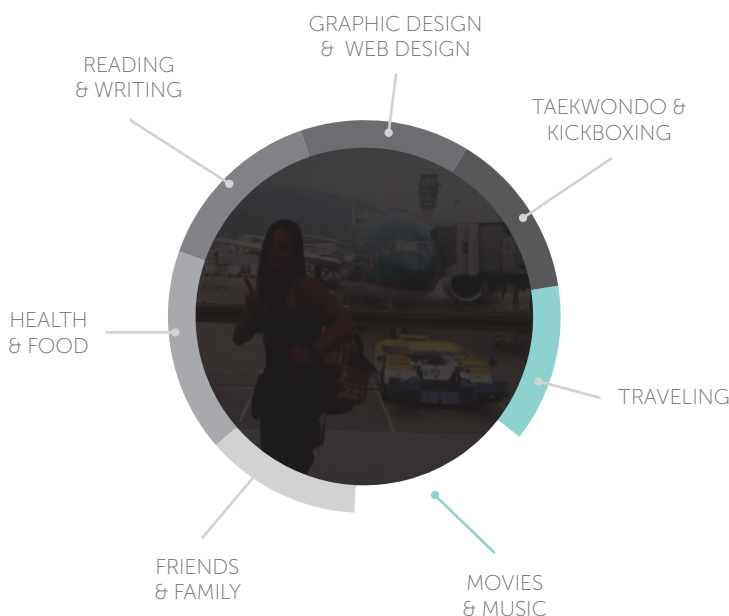 GRAPHIC DESIGN
& WEB DESIGN
READING
& WRITING
TAEKWONDO &
KICKBOXING
HEALTH
& FOOD
TRAVELING
FRIENDS
& FAMILY
MOVIES
& MUSIC